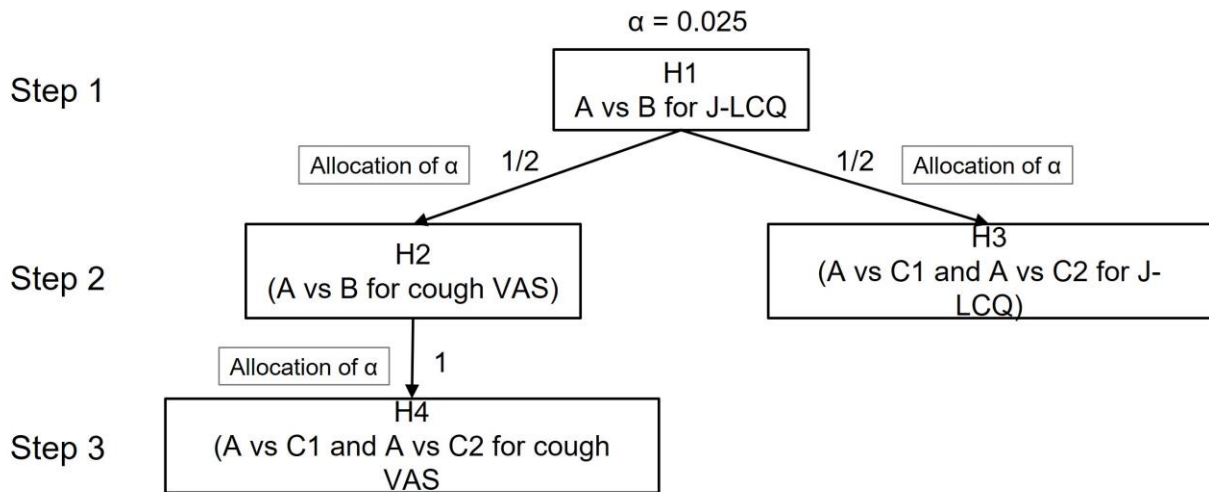 α = 0.025
Step 1
H1
A vs B for J-LCQ
Allocation of α
1/2
1/2
Allocation of α
Step 2
H2
(A vs B for cough VAS)
H3
(A vs C1 and A vs C2 for J-
LCQ)
Allocation of α
1
Step 3
H4
(A vs C1 and A vs C2 for cough
VAS